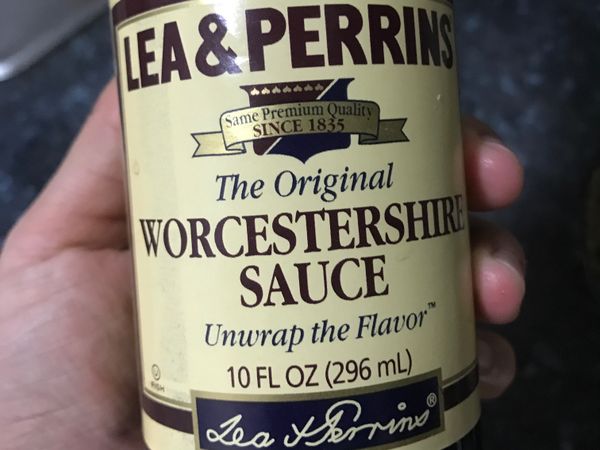 LEA & PERRINS
Same Premium Quality
SINCE 1835
The Original
WORCESTERSHIRE
SAUCE
Unwrap the Flavor™
10 FL OZ (296 mL)
Lea & Perrins®